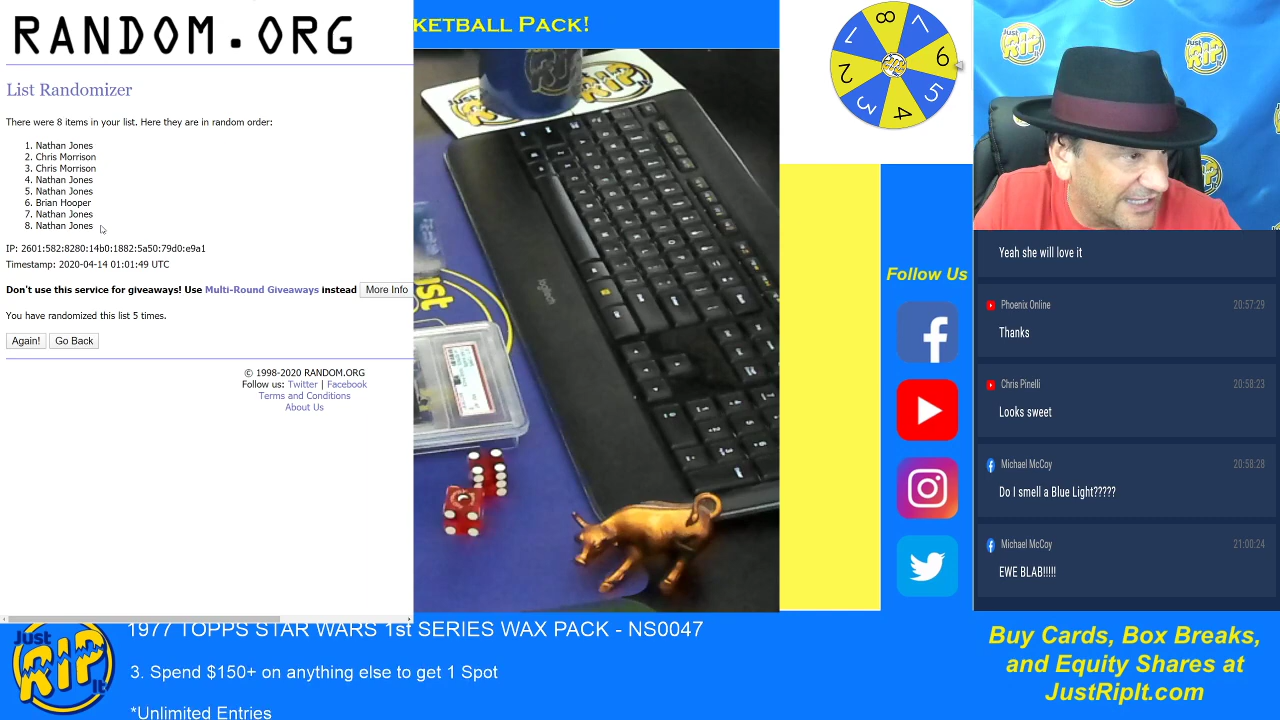 RANDOM.ORG
List Randomizer
There were 8 items in your list. Here they are in random order:
1. Nathan Jones
2. Chris Morrison
3. Chris Morrison
4. Nathan Jones
5. Nathan Jones
6. Brian Hooper
7. Nathan Jones
8. Nathan Jones
IP: 2601:582:8280:14b0:1882:5a50:79d0:e9a1
Timestamp: 2020-04-14 01:01:49 UTC
Don't use this service for giveaways! Use Multi-Round Giveaways instead More Info
You have randomized this list 5 times.
Again! Go Back
© 1998-2020 RANDOM.ORG
Follow us: Twitter | Facebook
Terms and Conditions
About Us
KETBALL PACK!
8
7
6
5
4
3
2
1
Just
RIP
It
logitech
Follow Us
Yeah she will love it
Phoenix Online 20:57:29
Thanks
Chris Pinelli 20:58:23
Looks sweet
Michael McCoy 20:58:28
Do I smell a Blue Light?????
Michael McCoy 21:00:24
EWE BLAB!!!!!
Just
RIP
It
1977 TOPPS STAR WARS 1st SERIES WAX PACK - NS0047
3. Spend $150+ on anything else to get 1 Spot
*Unlimited Entries
Buy Cards, Box Breaks,
and Equity Shares at
JustRipIt.com